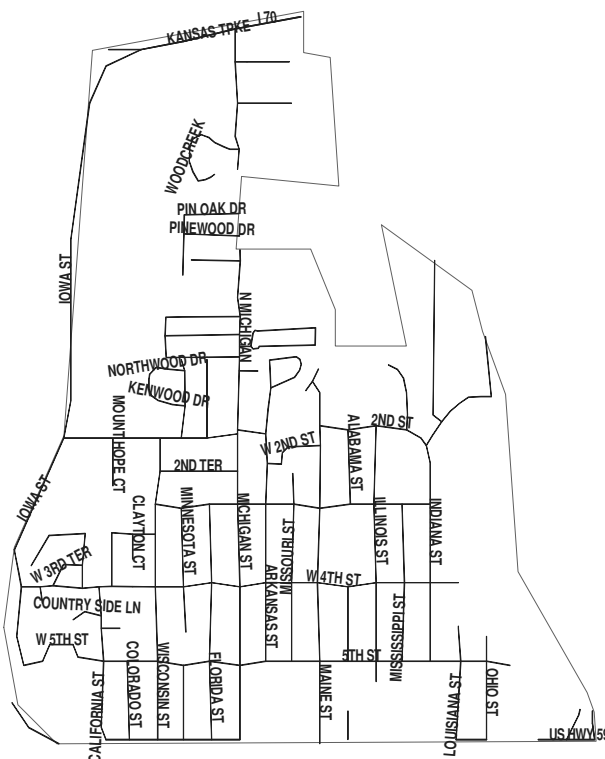 KANSAS TPKE I 70
WOODCREEK
PIN OAK DR
PINEWOOD DR
IOWA ST
N MICHIGAN
NORTHWOOD DR
KENWOOD DR
MOUNT HOPE CT
2ND ST
W 2ND ST
ALABAMA ST
2ND TER
IOWA ST
CLAYTON CT
MINNESOTA ST
MICHIGAN ST
MISSOURI ST
ILLINOIS ST
INDIANA ST
W 3RD TER
ARKANSAS ST
W 4TH ST
COUNTRY SIDE LN
MISSISSIPPI ST
W 5TH ST
5TH ST
CALIFORNIA ST
COLORADO ST
WISCONSIN ST
FLORIDA ST
MAINE ST
LOUISIANA ST
OHIO ST
US HWY 59